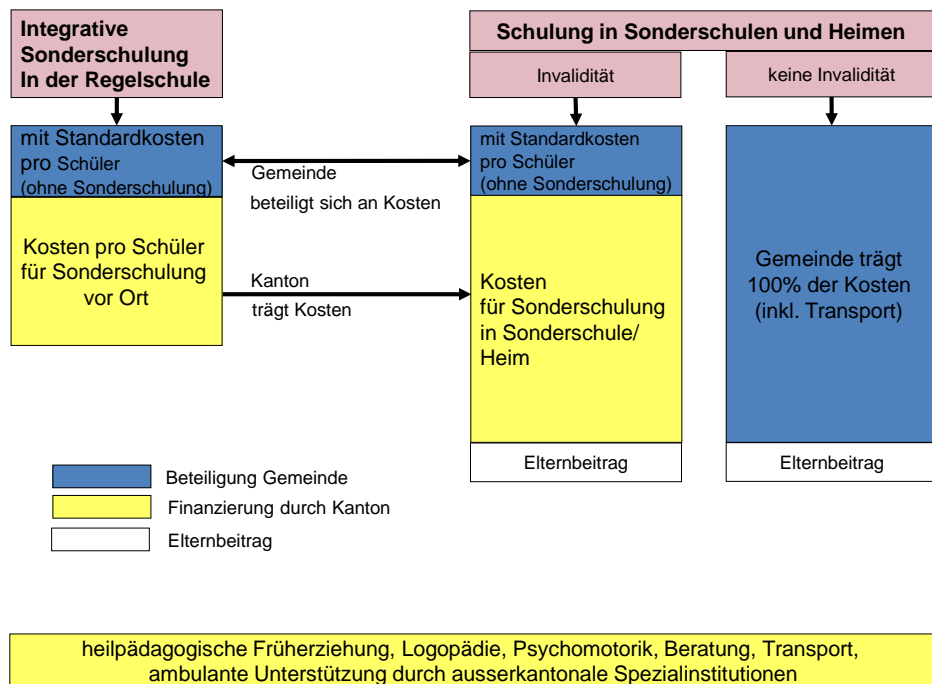 Integrative
Sonderschulung
In der Regelschule
Schulung in Sonderschulen und Heimen
Invalidität
keine Invalidität
mit Standardkosten
pro Schüler
(ohne Sonderschulung)
Gemeinde
beteiligt sich an Kosten
mit Standardkosten
pro Schüler
(ohne Sonderschulung)
Kosten pro Schüler
für Sonderschulung
vor Ort
Kanton
trägt Kosten
Kosten
für Sonderschulung
in Sonderschule/
Heim
Gemeinde trägt
100% der Kosten
(inkl. Transport)
Elternbeitrag
Elternbeitrag
Beteiligung Gemeinde
Finanzierung durch Kanton
Elternbeitrag
heilpädagogische Früherziehung, Logopädie, Psychomotorik, Beratung, Transport,
ambulante Unterstützung durch ausserkantonale Spezialinstitutionen